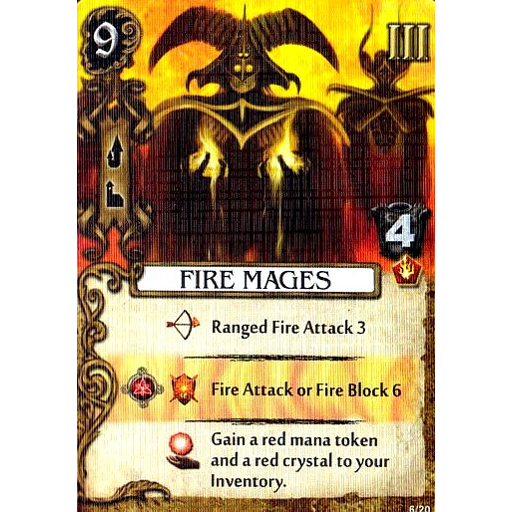 9
III
4
FIRE MAGES
Ranged Fire Attack 3
Fire Attack or Fire Block 6
Gain a red mana token
and a red crystal to your
Inventory.
6/20